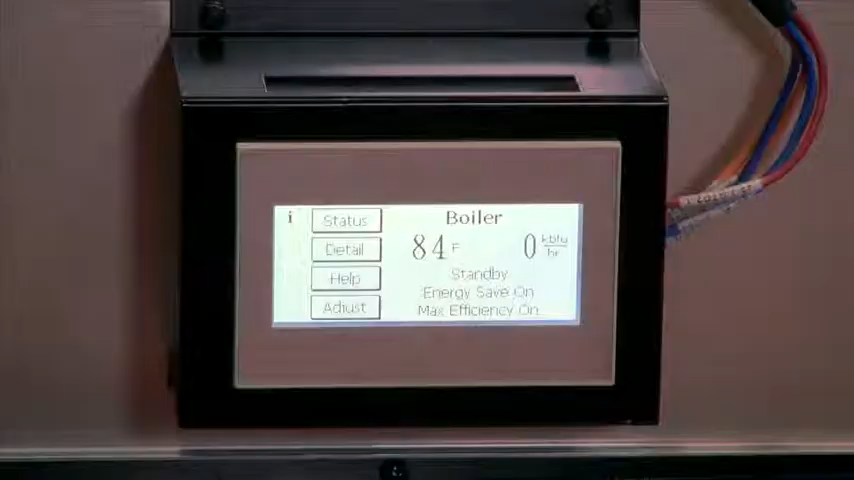 i
Status
Detail
Help
Adjust
Boiler
84 F
0 kbtu/hr
Standby
Energy Save On
Max Efficiency On